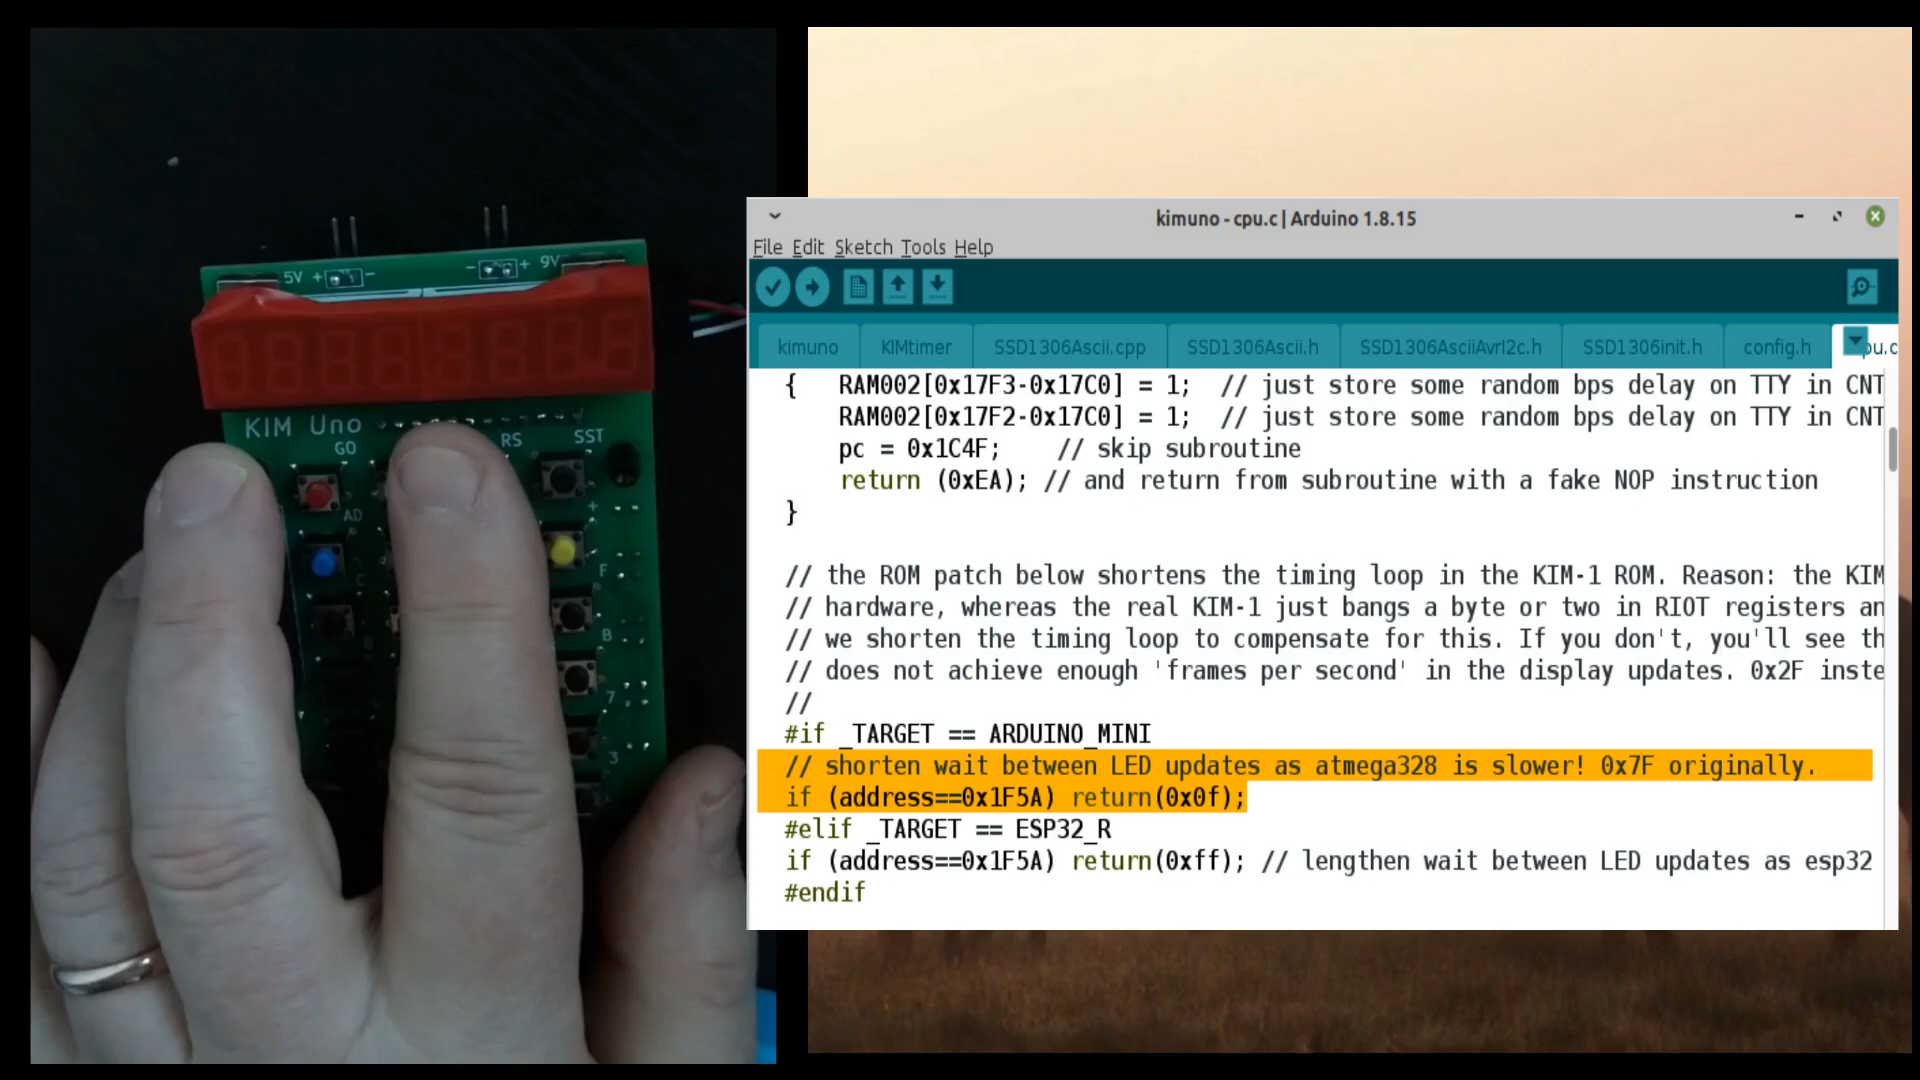 5V + - - + 9V
KIM Uno
GO
RS
SST
AD
+
C
F
B
B
7
3
kimuno - cpu.c | Arduino 1.8.15
File Edit Sketch Tools Help
kimuno KIMtimer SSD1306Ascii.cpp SSD1306Ascii.h SSD1306AsciiAvrI2c.h SSD1306init.h config.h pu.c
{ RAM002[0x17F3-0x17C0] = 1; // just store some random bps delay on TTY in CNT
RAM002[0x17F2-0x17C0] = 1; // just store some random bps delay on TTY in CNT
pc = 0x1C4F; // skip subroutine
return (0xEA); // and return from subroutine with a fake NOP instruction
}
// the ROM patch below shortens the timing loop in the KIM-1 ROM. Reason: the KIM
// hardware, whereas the real KIM-1 just bangs a byte or two in RIOT registers an
// we shorten the timing loop to compensate for this. If you don't, you'll see th
// does not achieve enough 'frames per second' in the display updates. 0x2F inste
//
#if _TARGET == ARDUINO_MINI
// shorten wait between LED updates as atmega328 is slower! 0x7F originally.
if (address==0x1F5A) return(0x0f);
#elif _TARGET == ESP32_R
if (address==0x1F5A) return(0xff); // lengthen wait between LED updates as esp32
#endif